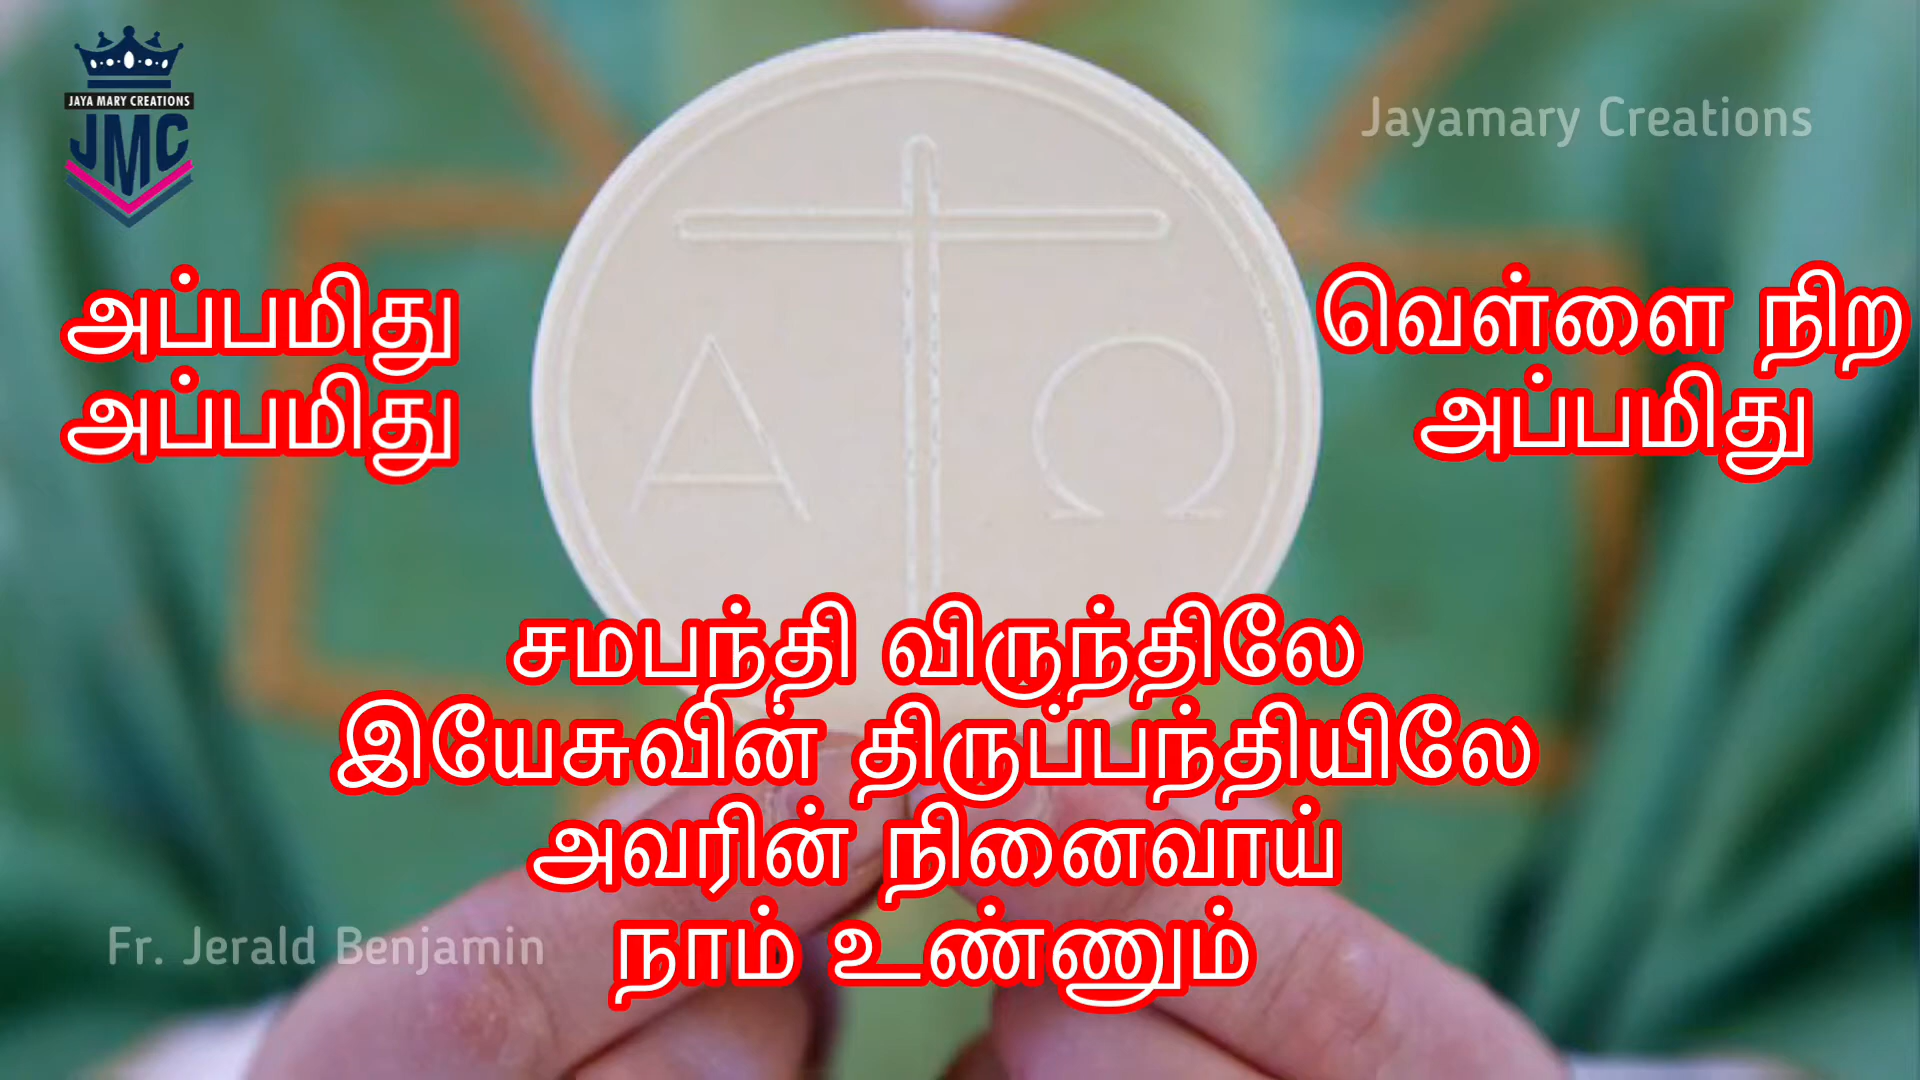 JAYA MARY CREATIONS
JMC
Jayamary Creations
அப்பமிது
அப்பமிது
வெள்ளை நிற
அப்பமிது
Α Ω
சமபந்தி விருந்திலே
இயேசுவின் திருப்பந்தியிலே
அவரின் நினைவாய்
நாம் உண்ணும்
Fr. Jerald Benjamin